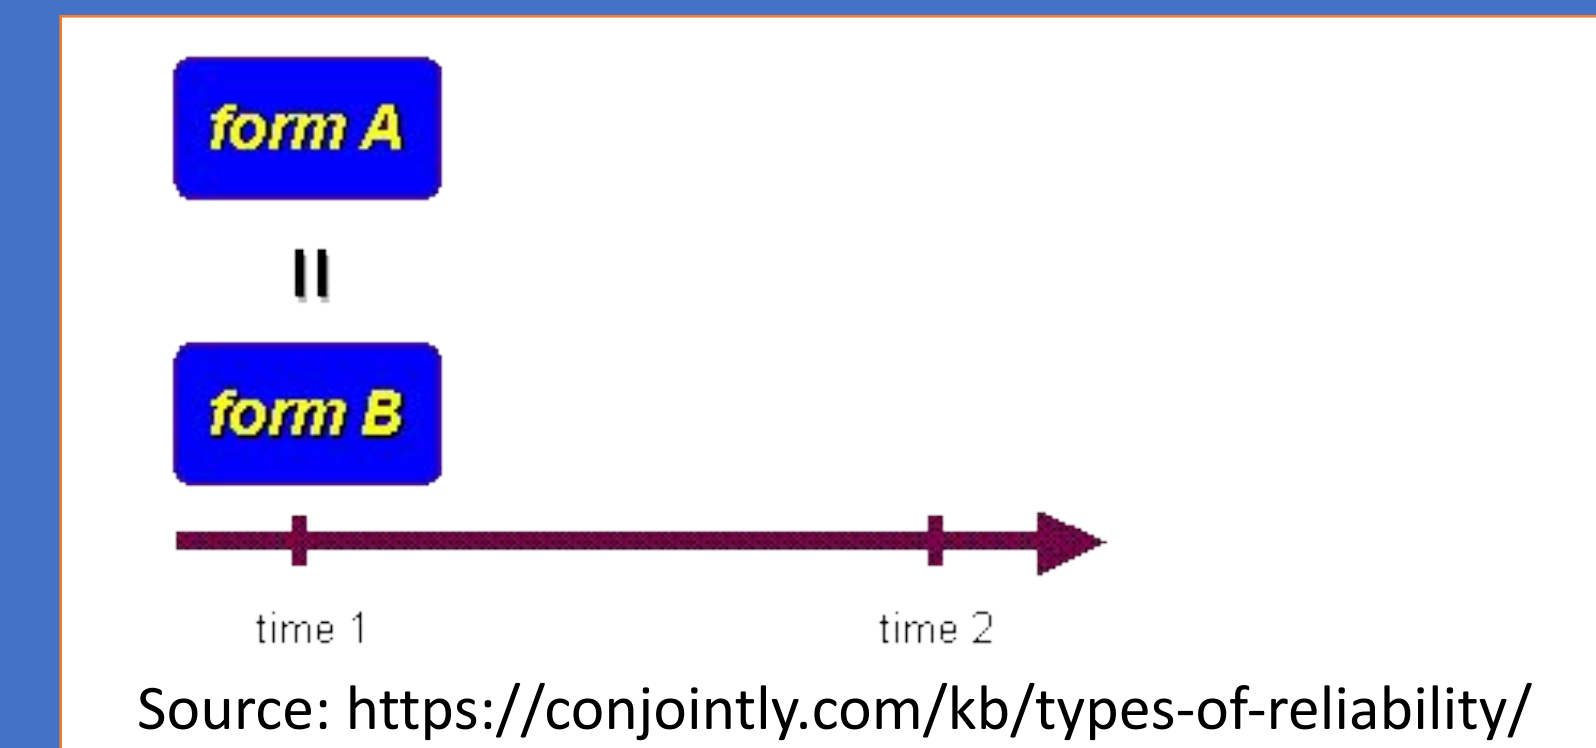 form A
=
form B
time 1 time 2
Source: https://conjointly.com/kb/types-of-reliability/